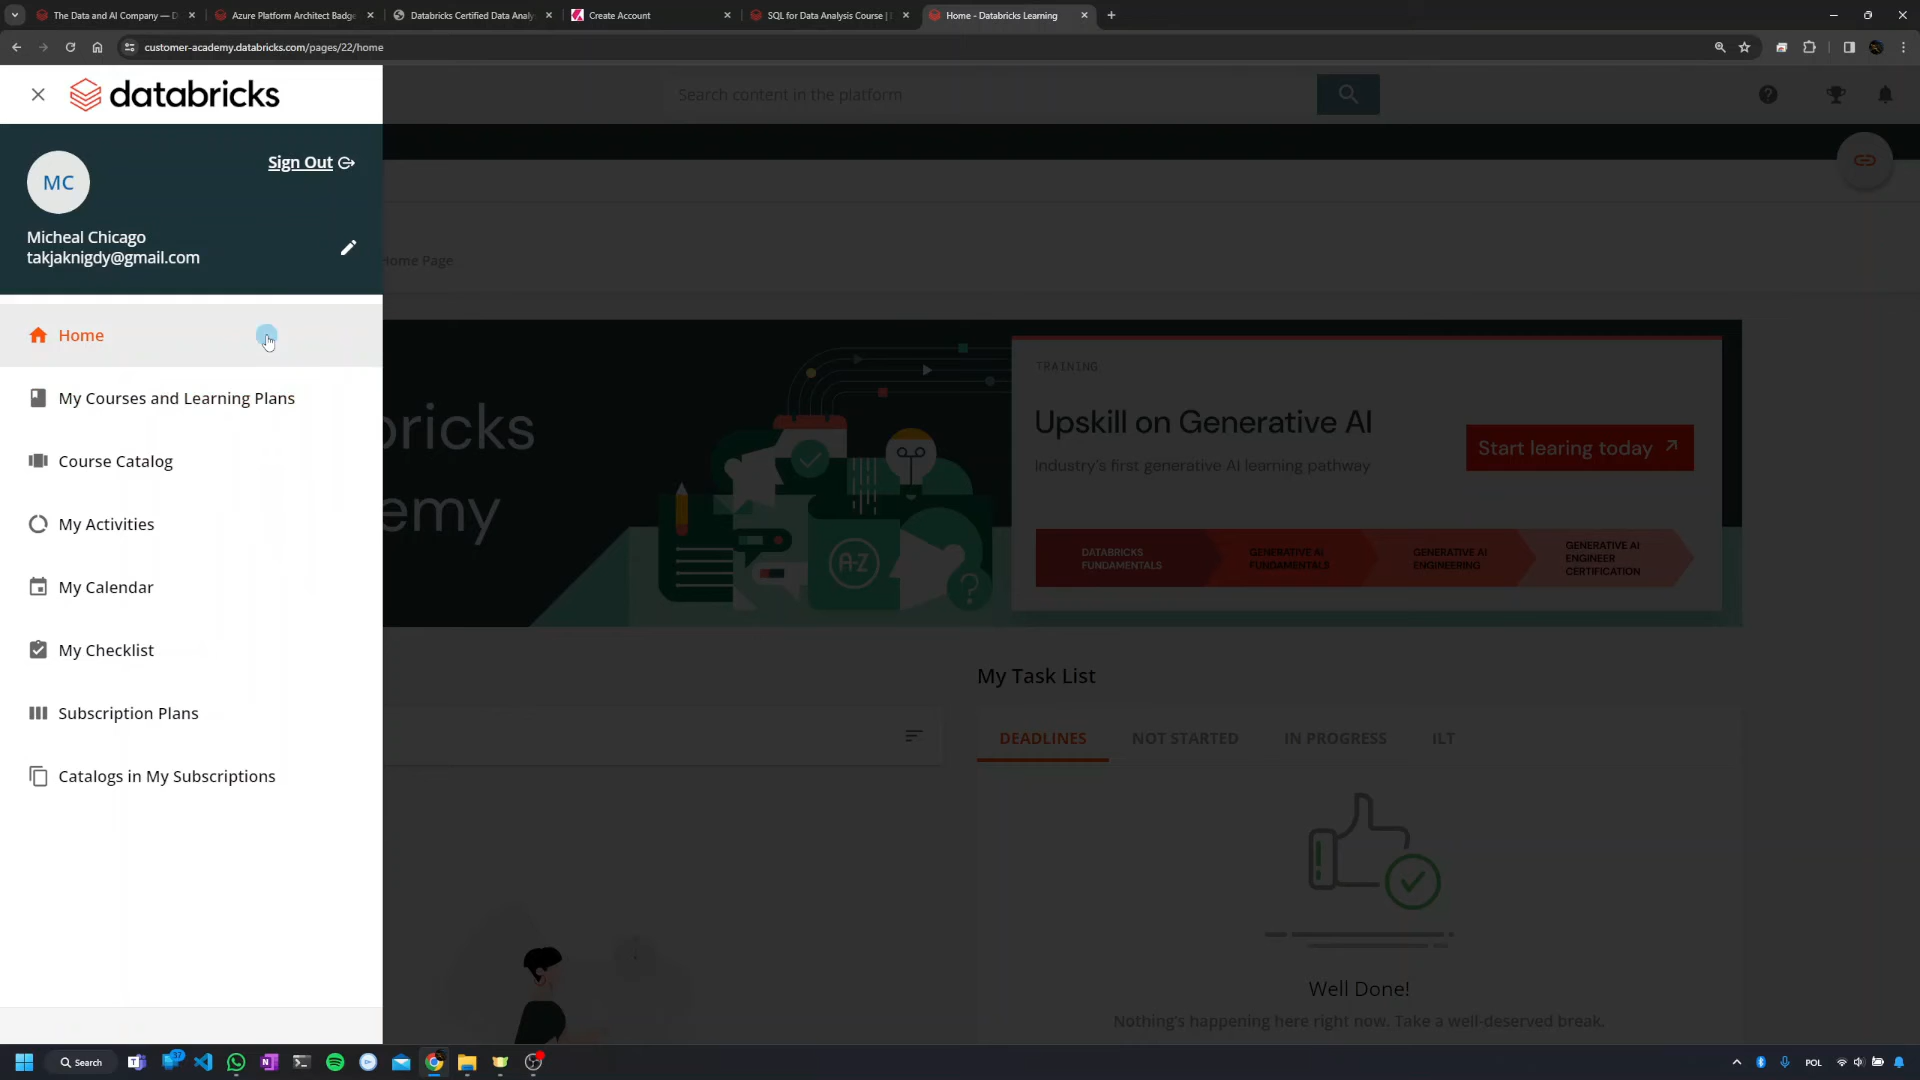 The Data and AI Company — D
Azure Platform Architect Badge
Databricks Certified Data Analy
Create Account
SQL for Data Analysis Course |
Home - Databricks Learning
customer-academy.databricks.com/pages/22/home
databricks
Search content in the platform
MC
Sign Out
Micheal Chicago
takjaknigdy@gmail.com
Home Page
Home
My Courses and Learning Plans
Course Catalog
My Activities
My Calendar
My Checklist
Subscription Plans
Catalogs in My Subscriptions
bricks
emy
A-Z
TRAINING
Upskill on Generative AI
Industry's first generative AI learning pathway
Start learing today
DATABRICKS
FUNDAMENTALS
GENERATIVE AI
FUNDAMENTALS
GENERATIVE AI
ENGINEERING
GENERATIVE AI
ENGINEER
CERTIFICATION
My Task List
DEADLINES
NOT STARTED
IN PROGRESS
ILT
Well Done!
Nothing's happening here right now. Take a well-deserved break.
Search
37
POL